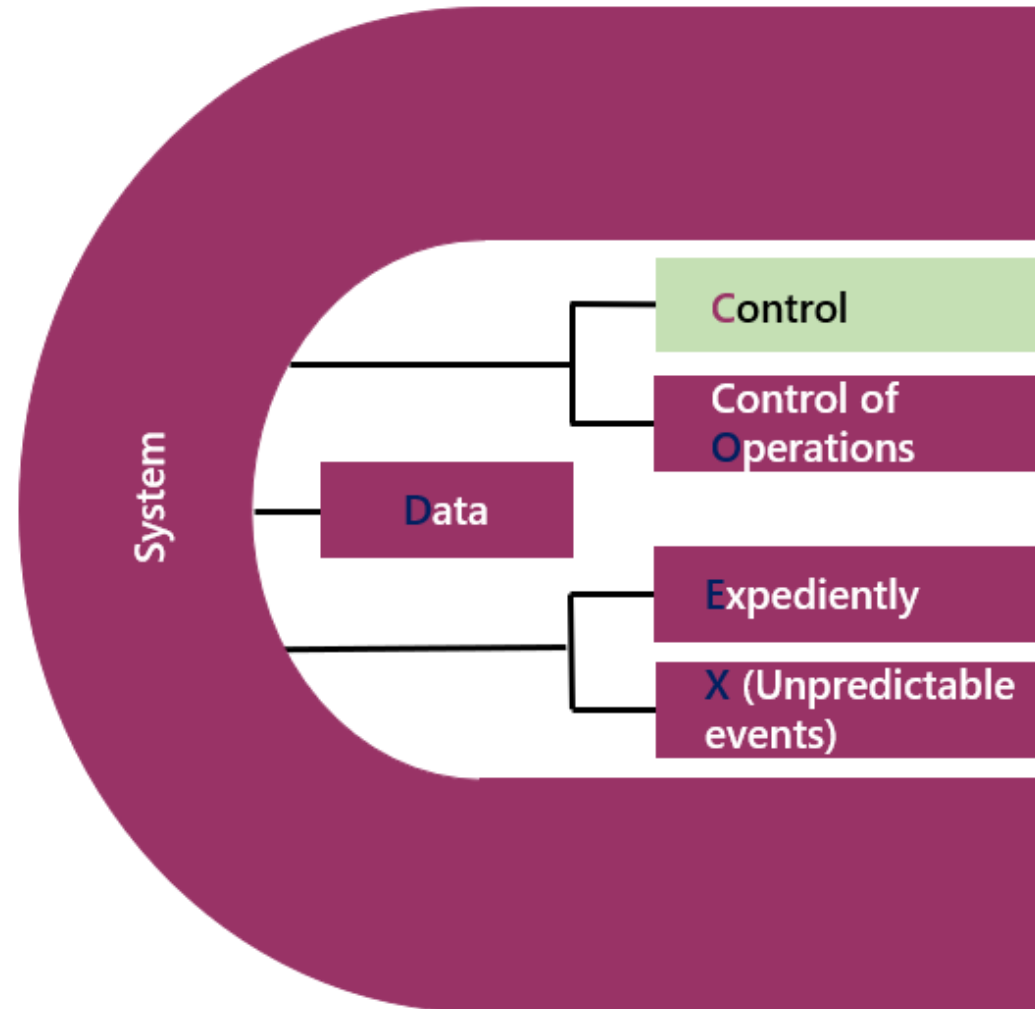 System
Control
Control of
Operations
Data
Expediently
X (Unpredictable
events)